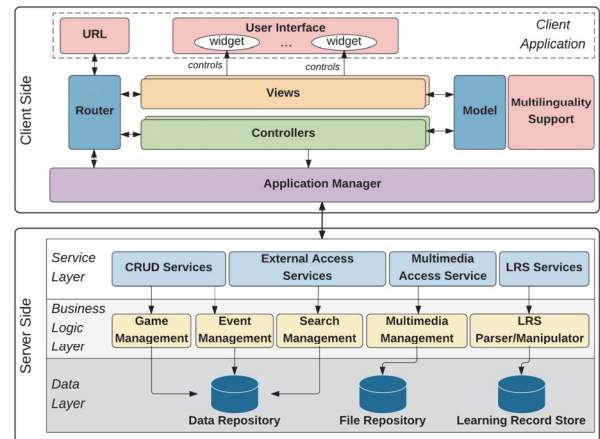 URL
User Interface
widget
...
widget
Client
Application
controls
controls
Client Side
Router
Views
Controllers
Model
Multilinguality
Support
Application Manager
Server Side
Service
Layer
CRUD Services
External Access
Services
Multimedia
Access Service
LRS Services
Business
Logic
Layer
Game
Management
Event
Management
Search
Management
Multimedia
Management
LRS
Parser/Manipulator
Data
Layer
Data Repository
File Repository
Learning Record Store